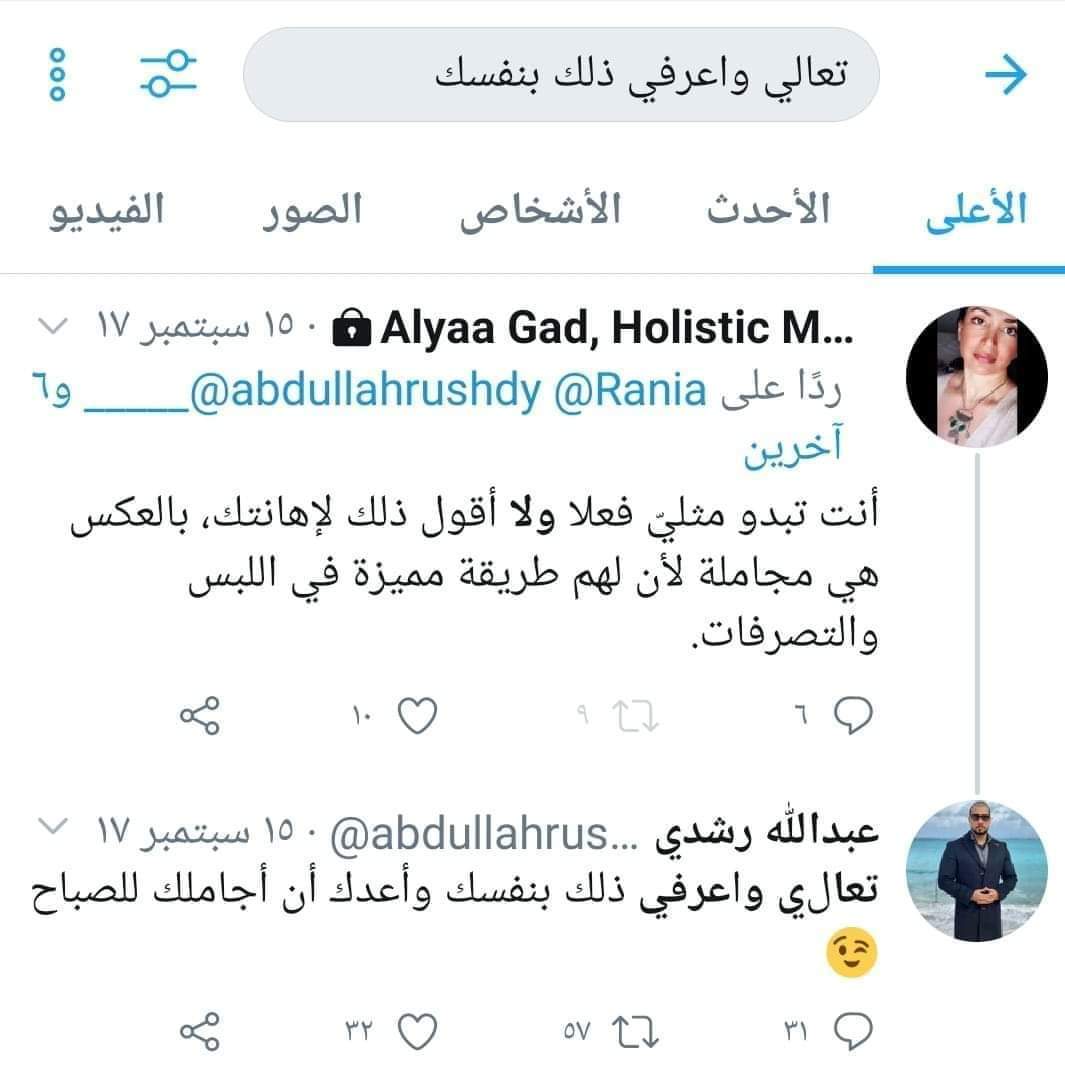 تعالي واعرفي ذلك بنفسك
الأعلى الأحدث الأشخاص الصور الفيديو
Alyaa Gad, Holistic M... · ١٥ سبتمبر ١٧
ردًا على @abdullahrushdy @Rania_____ و٦
آخرين
أنت تبدو مثليّ فعلا ولا أقول ذلك لإهانتك، بالعكس
هي مجاملة لأن لهم طريقة مميزة في اللبس
والتصرفات.
٦ ٩ ١٠
عبدالله رشدي @abdullahrus... · ١٥ سبتمبر ١٧
تعالي واعرفي ذلك بنفسك وأعدك أن أجاملك للصباح
😉
٣١ ٥٧ ٣٢